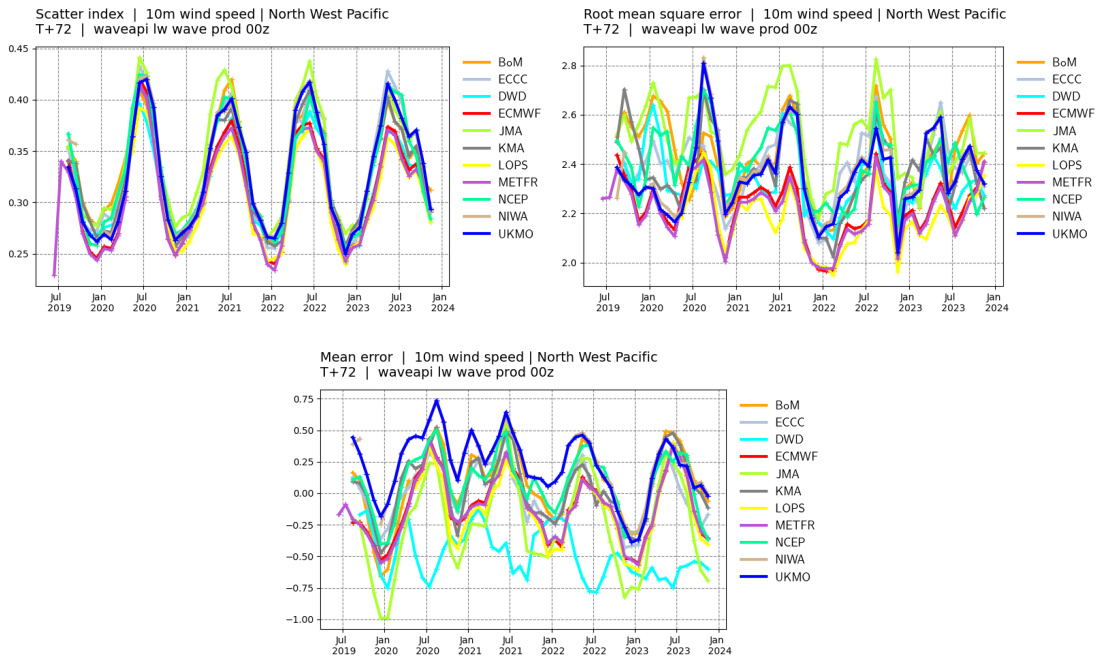 Scatter index | 10m wind speed | North West Pacific
T+72 | waveapi lw wave prod 00z
0.45
0.40
0.35
0.30
0.25
Jul 2019
Jan 2020
Jul 2020
Jan 2021
Jul 2021
Jan 2022
Jul 2022
Jan 2023
Jul 2023
Jan 2024
BoM
ECCC
DWD
ECMWF
JMA
KMA
LOPS
METFR
NCEP
NIWA
UKMO
Root mean square error | 10m wind speed | North West Pacific
T+72 | waveapi lw wave prod 00z
2.8
2.6
2.4
2.2
2.0
Jul 2019
Jan 2020
Jul 2020
Jan 2021
Jul 2021
Jan 2022
Jul 2022
Jan 2023
Jul 2023
Jan 2024
BoM
ECCC
DWD
ECMWF
JMA
KMA
LOPS
METFR
NCEP
NIWA
UKMO
Mean error | 10m wind speed | North West Pacific
T+72 | waveapi lw wave prod 00z
0.75
0.50
0.25
0.00
−0.25
−0.50
−0.75
−1.00
Jul 2019
Jan 2020
Jul 2020
Jan 2021
Jul 2021
Jan 2022
Jul 2022
Jan 2023
Jul 2023
Jan 2024
BoM
ECCC
DWD
ECMWF
JMA
KMA
LOPS
METFR
NCEP
NIWA
UKMO